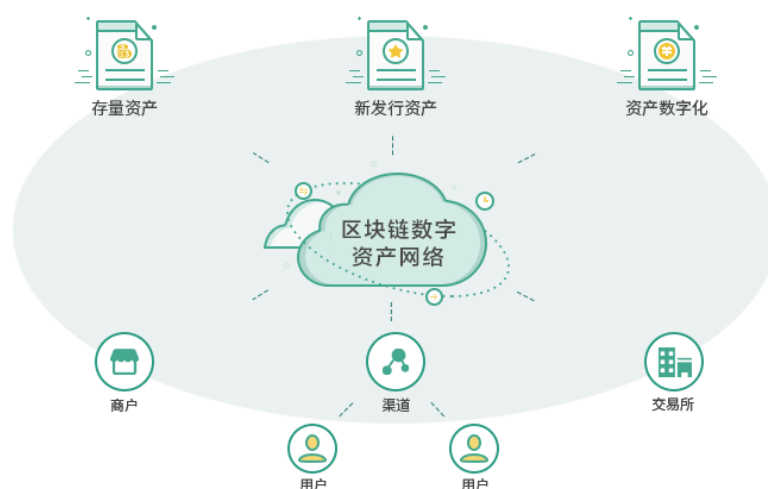 存量资产
新发行资产
资产数字化
区块链数字
资产网络
商户
渠道
交易所
用户
用户